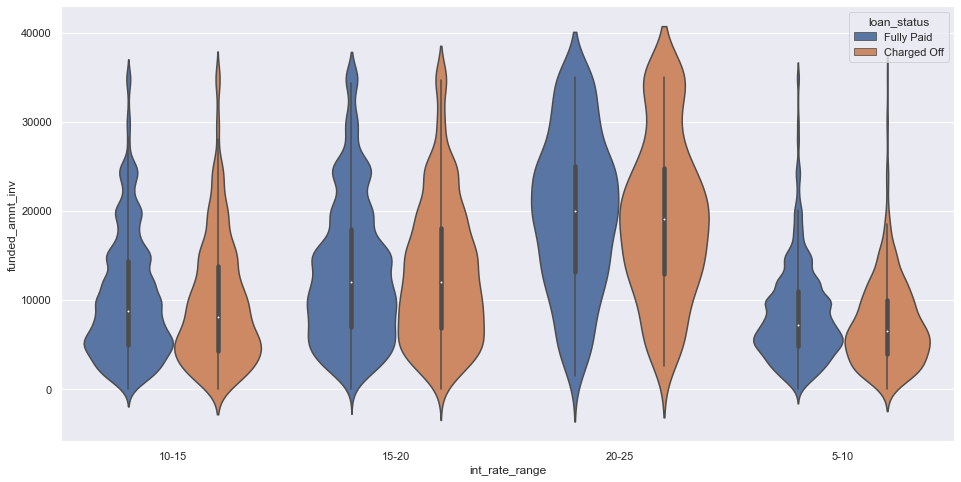 loan_status
Fully Paid
Charged Off
40000
30000
20000
10000
0
funded_amnt_inv
10-15
15-20
20-25
5-10
int_rate_range